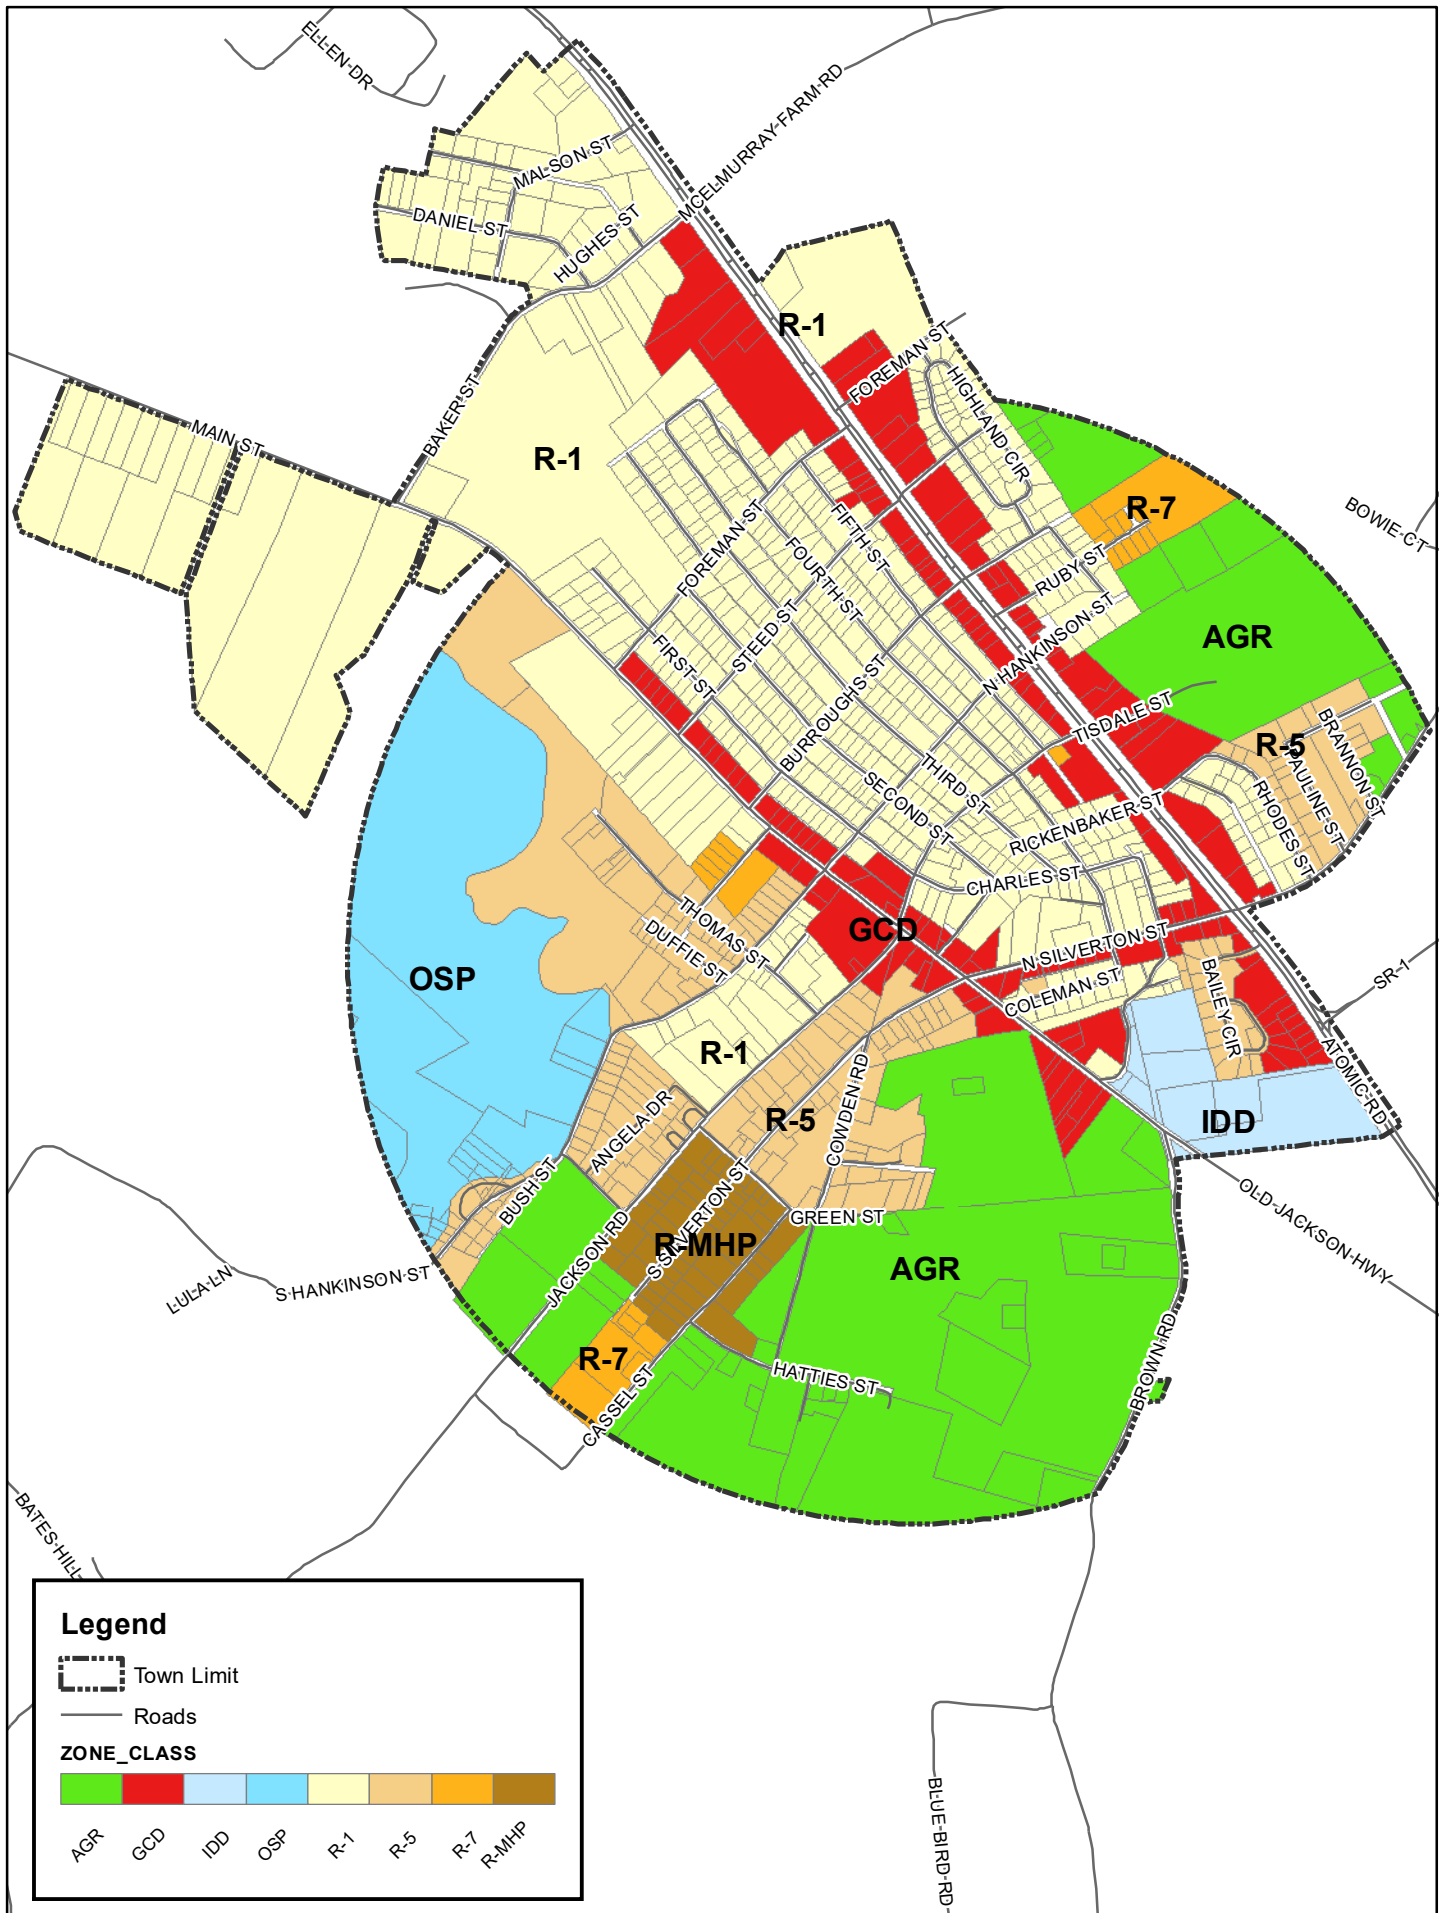 ELLEN DR
MCELMURRAY FARM RD
MALSON ST
DANIEL ST
HUGHES ST
R-1
FOREMAN ST
HIGHLAND CIR
BAKER ST
MAIN ST
R-1
R-7
BOWIE CT
FIFTH ST
FOREMAN ST
FOURTH ST
RUBY ST
STEED ST
N HANKINSON ST
AGR
FIRST ST
BURROUGHS ST
TISDALE ST
R-5
BRANNON ST
PAULINE ST
RHODES ST
THIRD ST
SECOND ST
RICKENBAKER ST
CHARLES ST
THOMAS ST
DUFFIE ST
GCD
N SILVERTON ST
COLEMAN ST
BAILEY CIR
SR-1
OSP
R-1
ATOMIC RD
COWDEN RD
R-5
ANGELA DR
IDD
BUSH ST
S SILVERTON ST
GREEN ST
OLD JACKSON HWY
R-MHP
JACKSON RD
AGR
LULA LN
S HANKINSON ST
R-7
HATTIES ST
BROWN RD
CASSEL ST
BATES HILL
BLUE BIRD RD
Legend
Town Limit
Roads
ZONE_CLASS
AGR
GCD
IDD
OSP
R-1
R-5
R-7
R-MHP